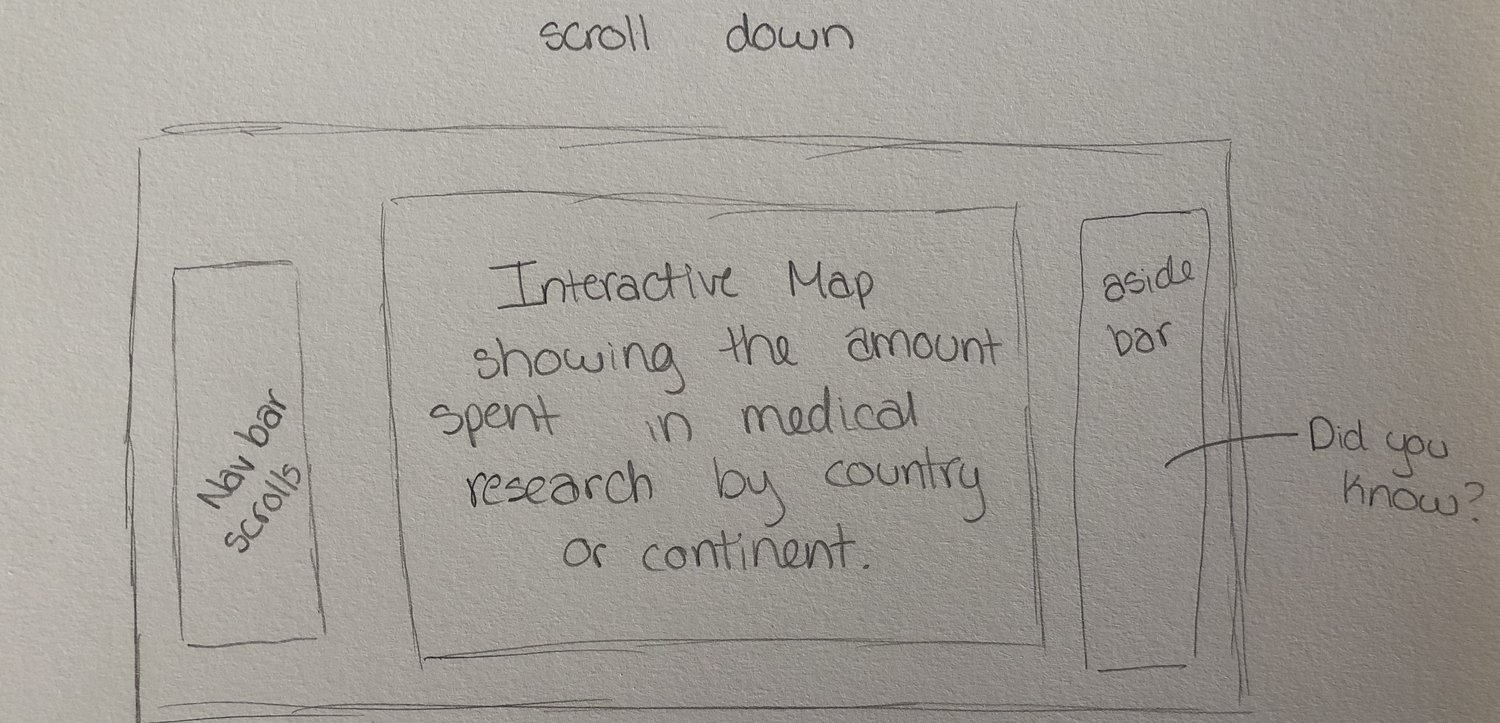 scroll down
Interactive Map
showing the amount
spent in medical
research by country
or continent.
Nav bar
scrolls
aside
bar
Did you
know?